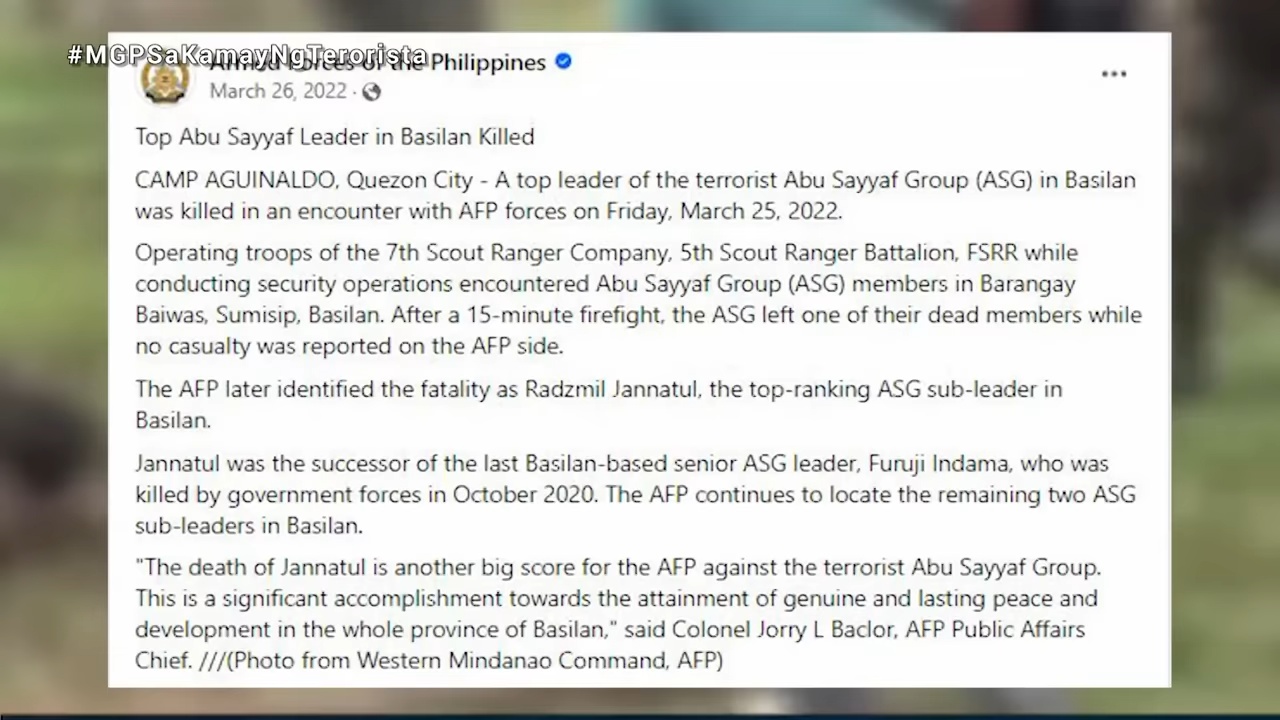 #MGPSaKamayNgTerorista
Armed Forces of the Philippines
March 26, 2022 ·
Top Abu Sayyaf Leader in Basilan Killed
CAMP AGUINALDO, Quezon City - A top leader of the terrorist Abu Sayyaf Group (ASG) in Basilan
was killed in an encounter with AFP forces on Friday, March 25, 2022.
Operating troops of the 7th Scout Ranger Company, 5th Scout Ranger Battalion, FSRR while
conducting security operations encountered Abu Sayyaf Group (ASG) members in Barangay
Baiwas, Sumisip, Basilan. After a 15-minute firefight, the ASG left one of their dead members while
no casualty was reported on the AFP side.
The AFP later identified the fatality as Radzmil Jannatul, the top-ranking ASG sub-leader in
Basilan.
Jannatul was the successor of the last Basilan-based senior ASG leader, Furuji Indama, who was
killed by government forces in October 2020. The AFP continues to locate the remaining two ASG
sub-leaders in Basilan.
"The death of Jannatul is another big score for the AFP against the terrorist Abu Sayyaf Group.
This is a significant accomplishment towards the attainment of genuine and lasting peace and
development in the whole province of Basilan," said Colonel Jorry L Baclor, AFP Public Affairs
Chief. ///(Photo from Western Mindanao Command, AFP)